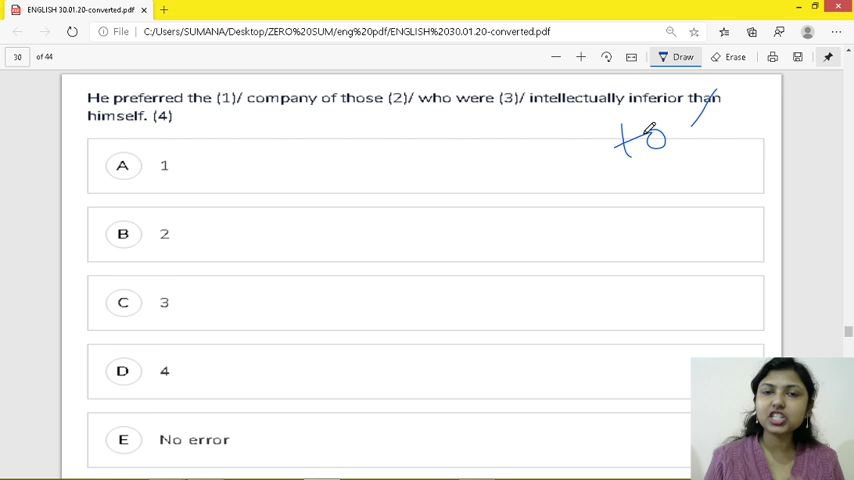 ENGLISH 30.01.20-converted.pdf
File C:/Users/SUMANA/Desktop/ZERO%20SUM/eng%20pdf/ENGLISH%2030.01.20-converted.pdf
30 of 44 Draw Erase
He preferred the (1)/ company of those (2)/ who were (3)/ intellectually inferior than
himself. (4)
to
A 1
B 2
C 3
D 4
E No error